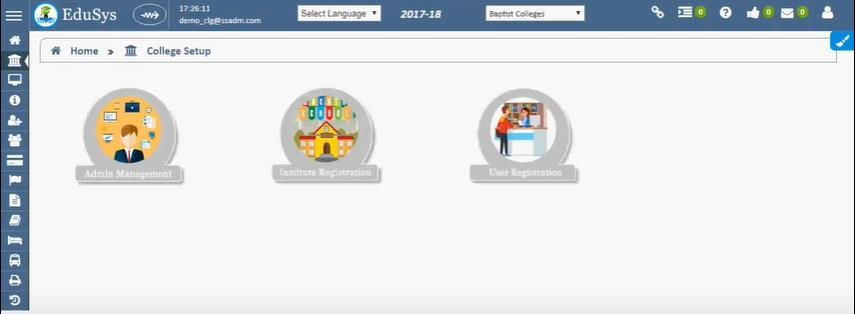 EduSys
17:26:11
demo_clg@ssadm.com
Select Language
2017-18
Baptist Colleges
0
0
0
Home » College Setup
Admin Management
Institute Registration
User Registration